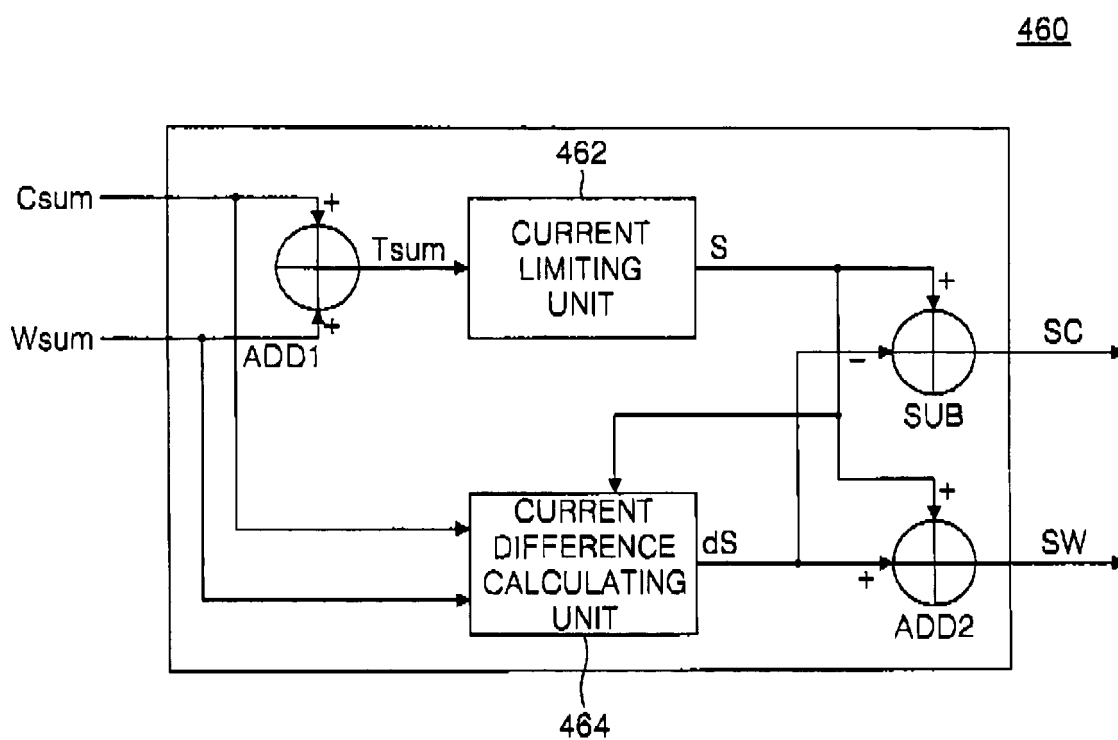 460
462
Csum
+
Tsum
CURRENT
LIMITING
UNIT
S
+
Wsum
+
ADD1
-
SC
SUB
CURRENT
DIFFERENCE
CALCULATING
UNIT
dS
+
+
SW
ADD2
464